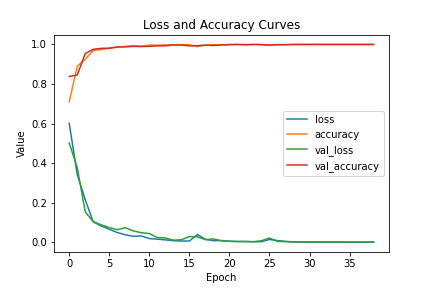 Loss and Accuracy Curves
1.0
0.8
0.6
0.4
0.2
0.0
Value
loss
accuracy
val_loss
val_accuracy
0 5 10 15 20 25 30 35
Epoch